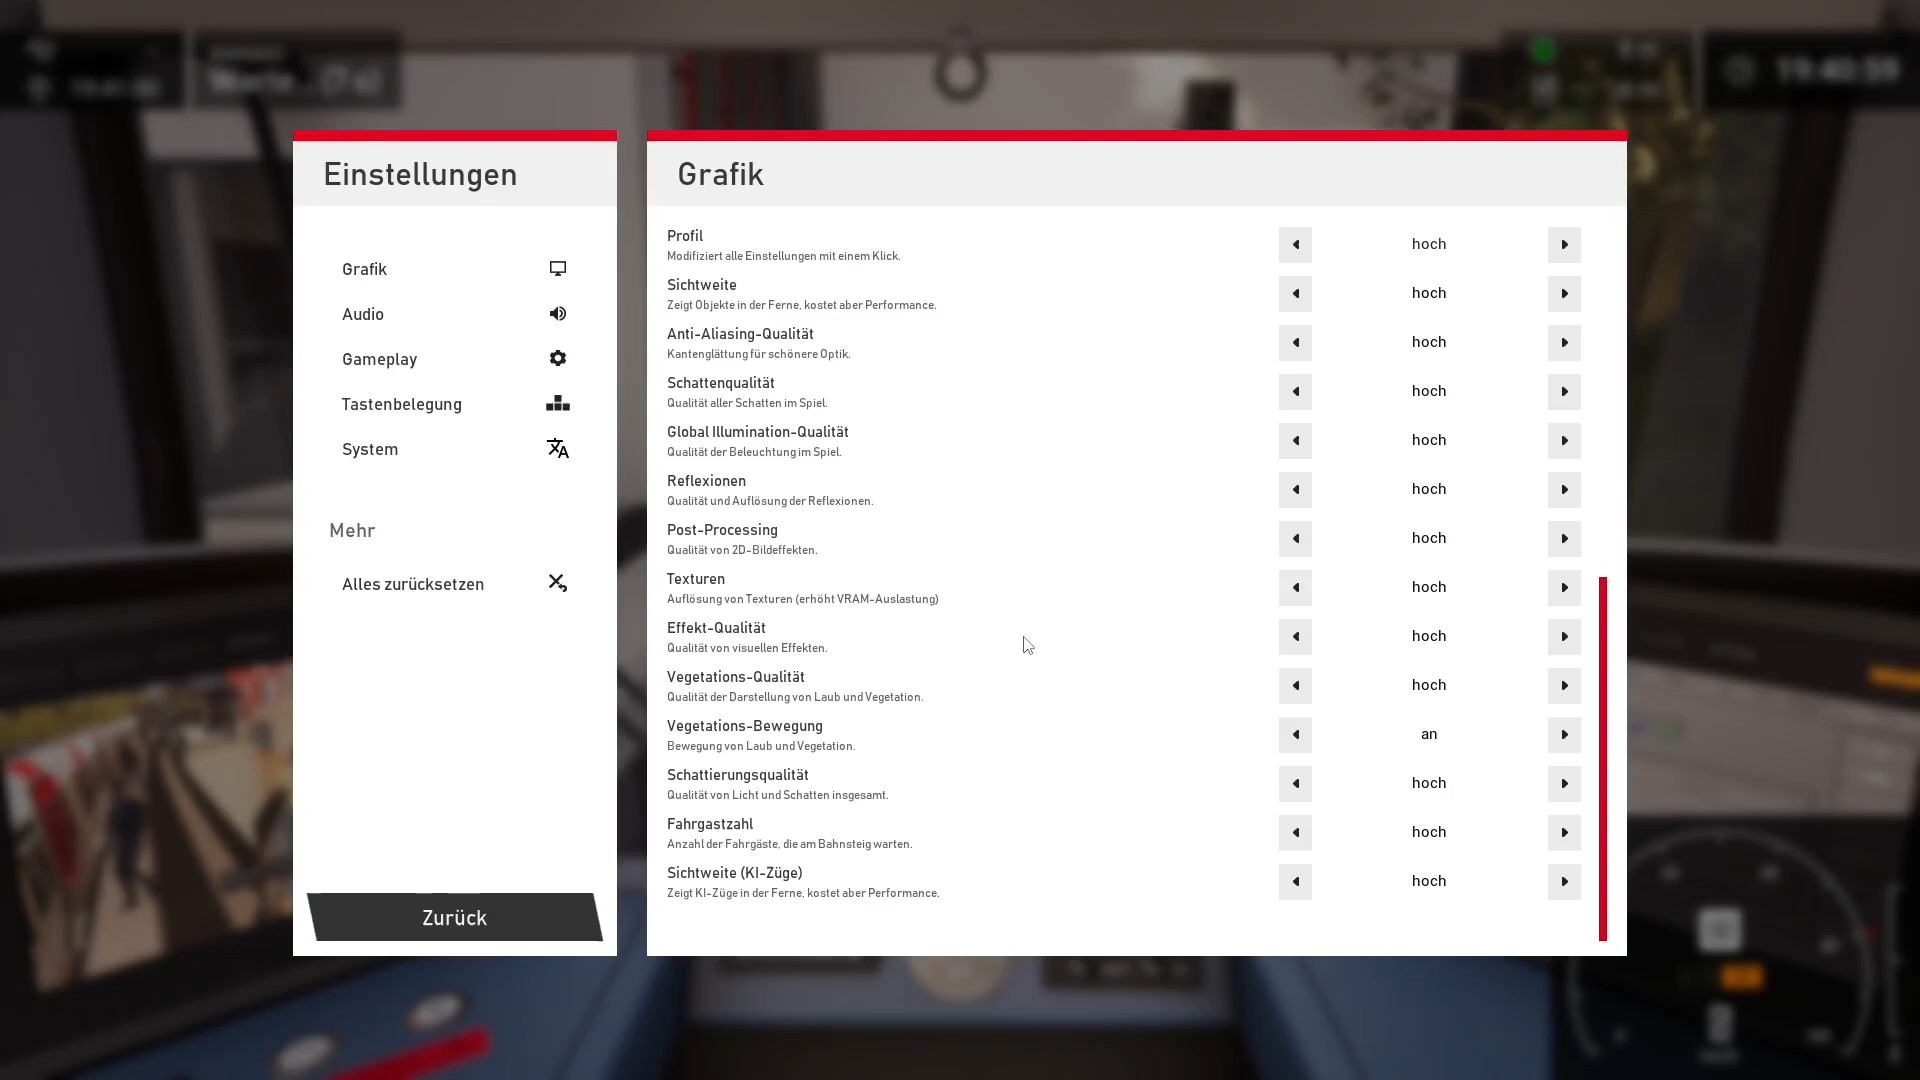 19:40:59
Einstellungen
Grafik
Audio
Gameplay
Tastenbelegung
System
Mehr
Alles zurücksetzen
Zurück
Grafik
Profil
hoch
Modifiziert alle Einstellungen mit einem Klick.
Sichtweite
hoch
Zeigt Objekte in der Ferne, kostet aber Performance.
Anti-Aliasing-Qualität
hoch
Kantenglättung für schönere Optik.
Schattenqualität
hoch
Qualität aller Schatten im Spiel.
Global Illumination-Qualität
hoch
Qualität der Beleuchtung im Spiel.
Reflexionen
hoch
Qualität und Auflösung der Reflexionen.
Post-Processing
hoch
Qualität von 2D-Bildeffekten.
Texturen
hoch
Auflösung von Texturen (erhöht VRAM-Auslastung)
Effekt-Qualität
hoch
Qualität von visuellen Effekten.
Vegetations-Qualität
hoch
Qualität der Darstellung von Laub und Vegetation.
Vegetations-Bewegung
an
Bewegung von Laub und Vegetation.
Schattierungsqualität
hoch
Qualität von Licht und Schatten insgesamt.
Fahrgastzahl
hoch
Anzahl der Fahrgäste, die am Bahnsteig warten.
Sichtweite (KI-Züge)
hoch
Zeigt KI-Züge in der Ferne, kostet aber Performance.